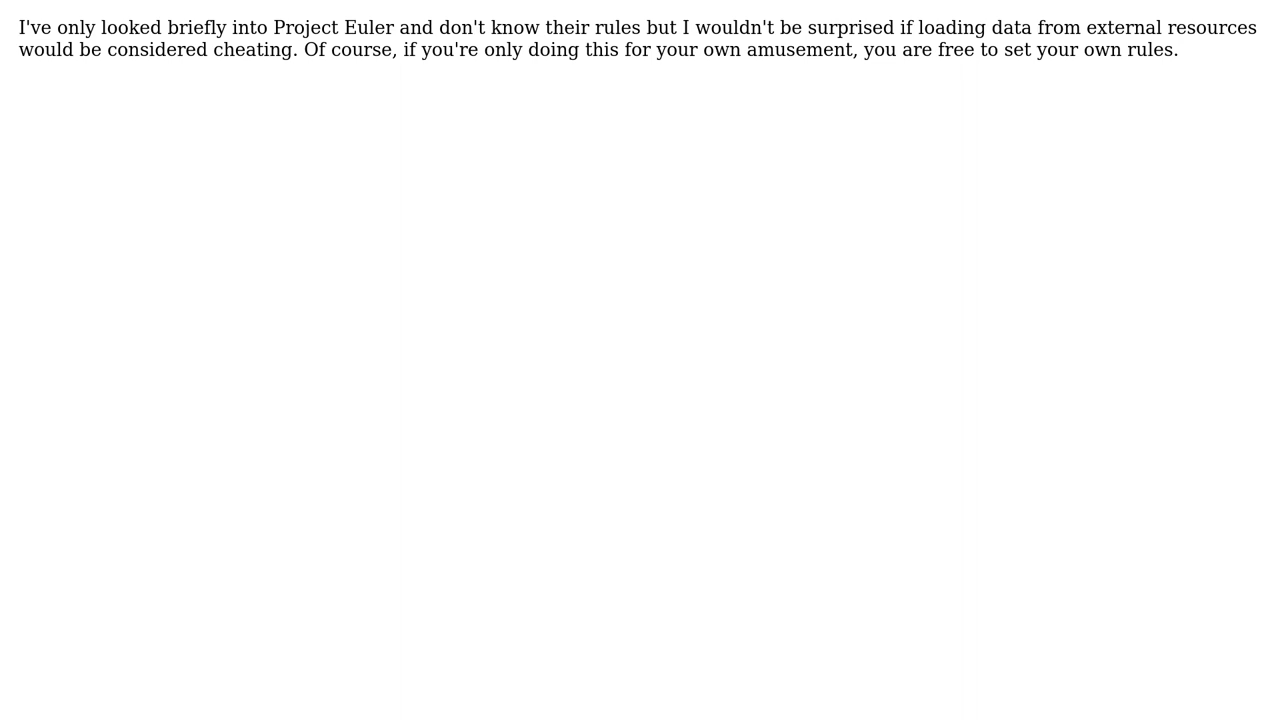 I've only looked briefly into Project Euler and don't know their rules but I wouldn't be surprised if loading data from external resources
would be considered cheating. Of course, if you're only doing this for your own amusement, you are free to set your own rules.